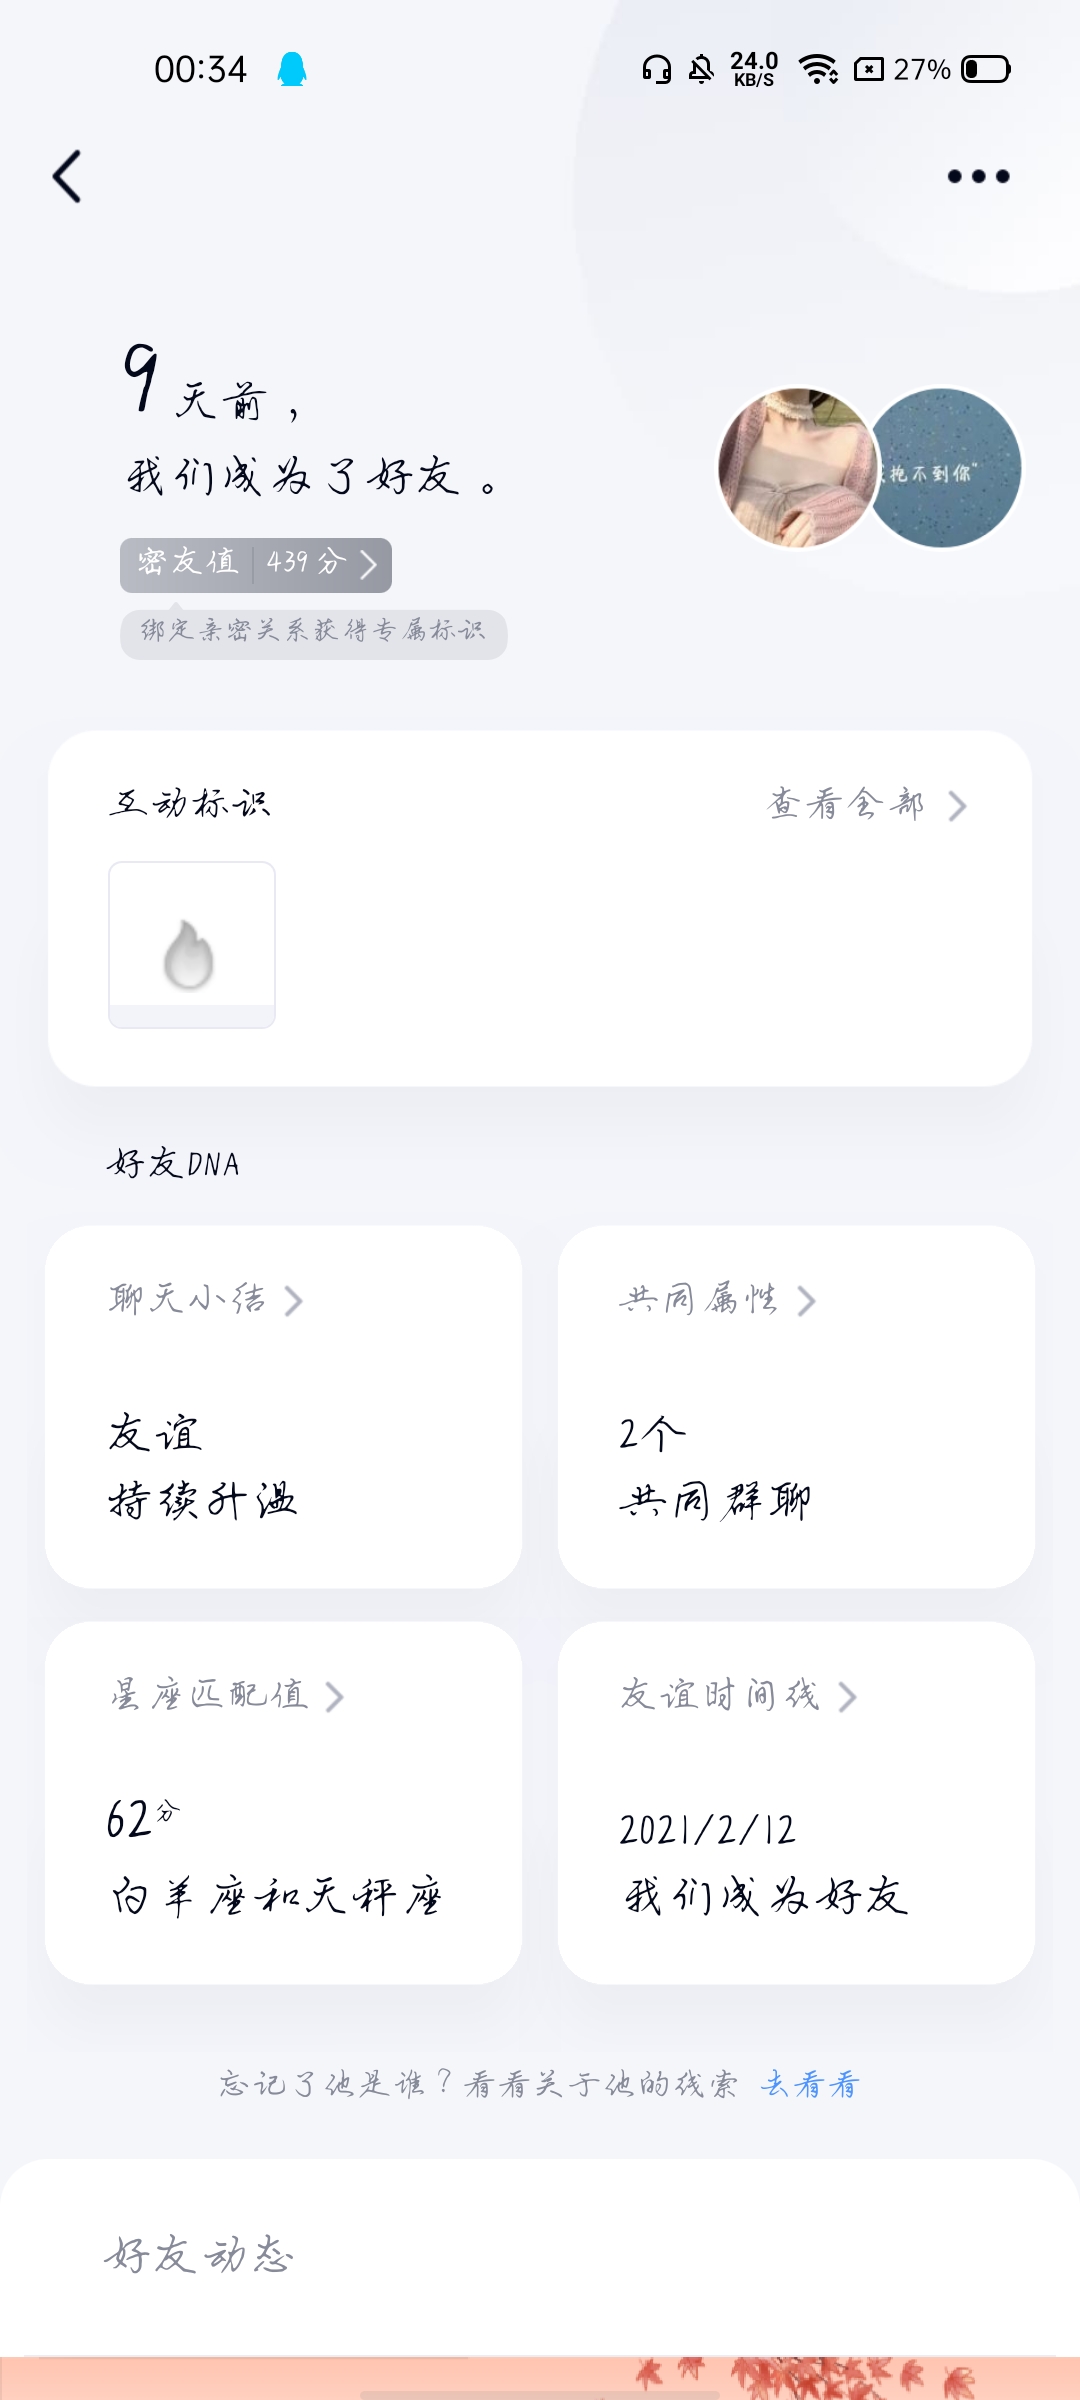 00:34
24.0
KB/S
27%
9天前，
我们成为了好友。
抱不到你"
密友值 439分
绑定亲密关系获得专属标识
互动标识
查看全部
好友DNA
聊天小结
共同属性
友谊
持续升温
2个
共同群聊
星座匹配值
友谊时间线
62分
白羊座和天秤座
2021/2/12
我们成为好友
忘记了他是谁？看看关于他的线索 去看看
好友动态